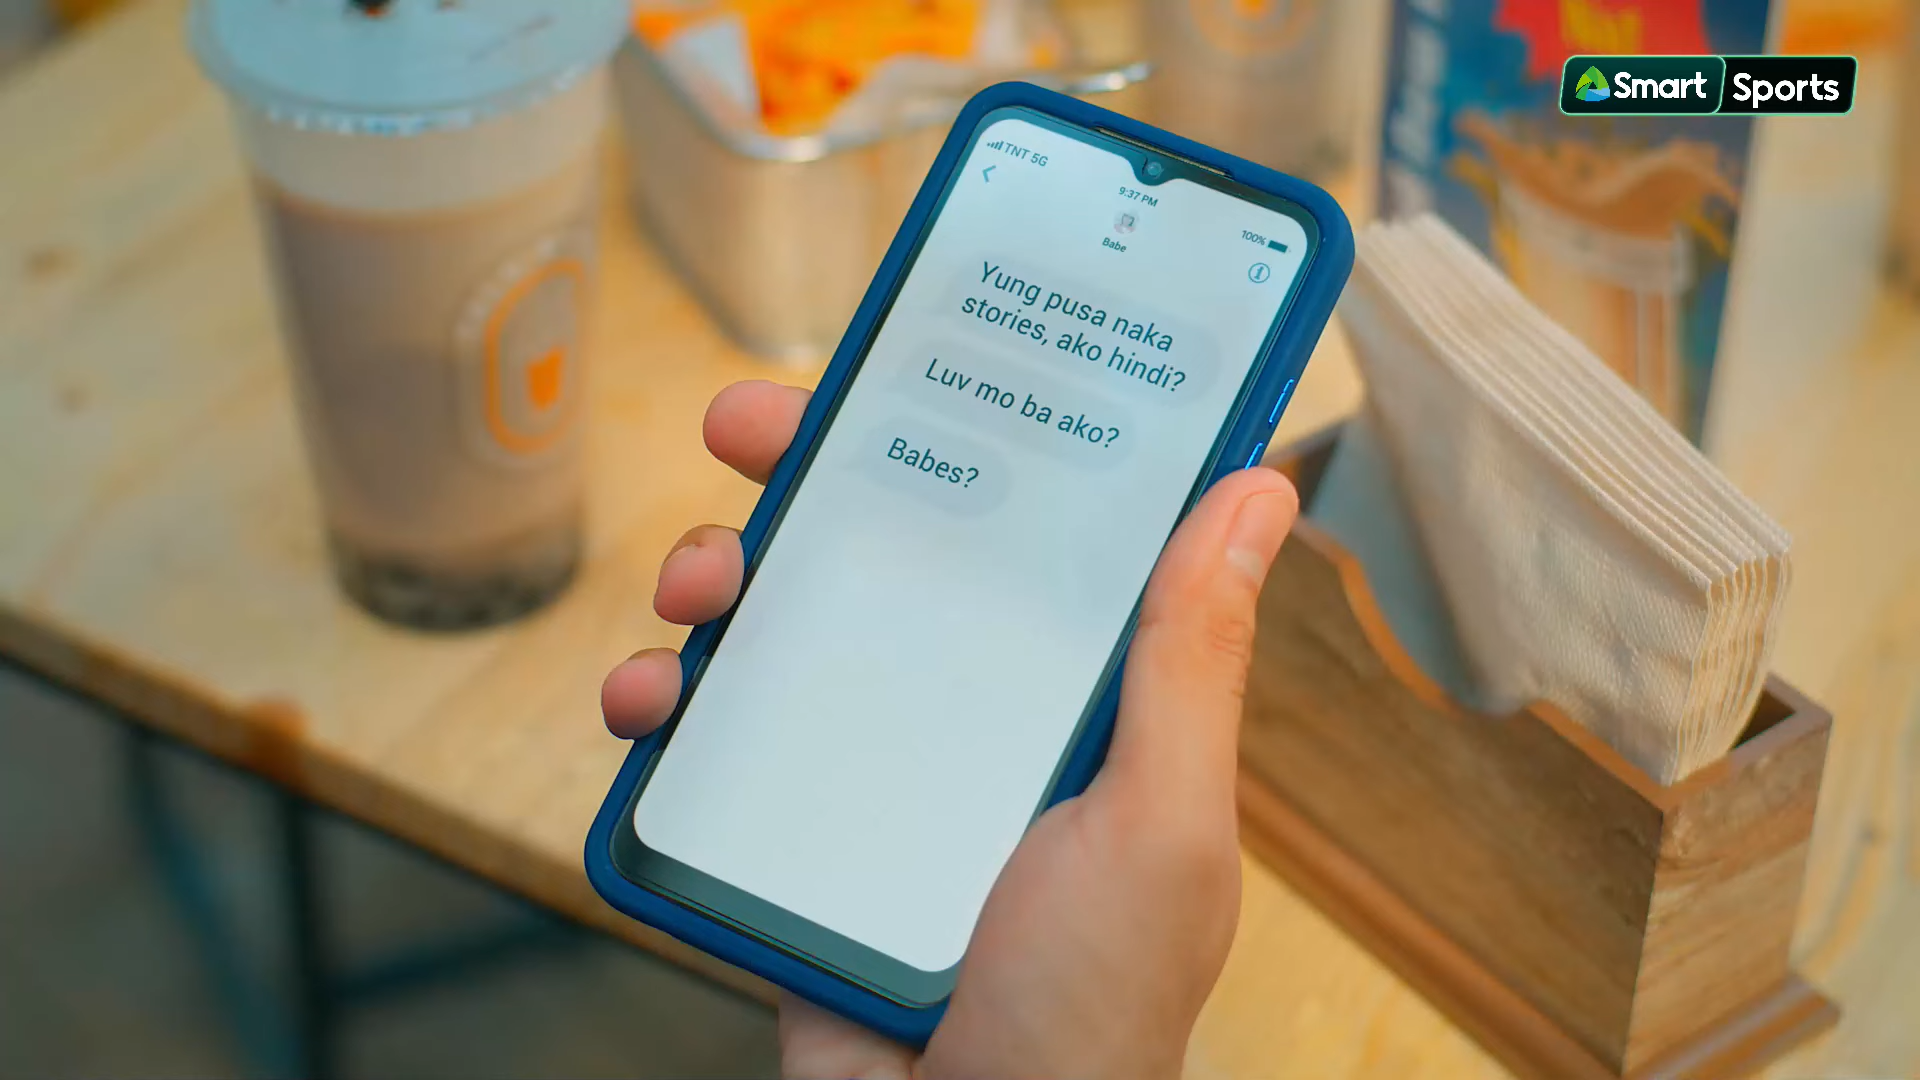 Smart Sports
TNT 5G
9:37 PM
100%
Babe
Yung pusa naka
stories, ako hindi?
Luv mo ba ako?
Babes?